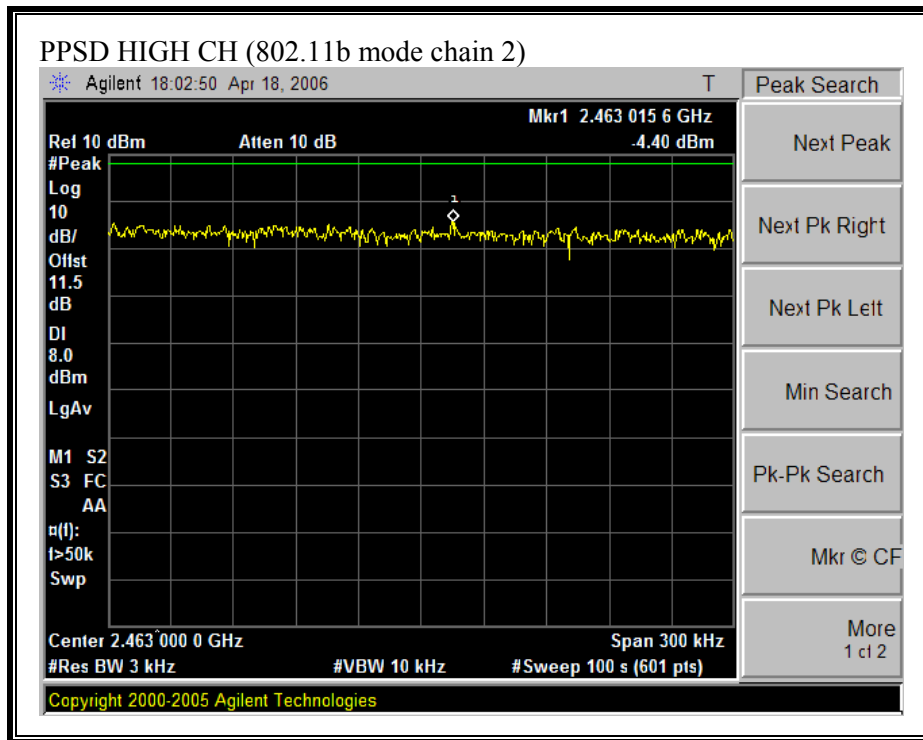 PPSD HIGH CH (802.11b mode chain 2)
Agilent 18:02:50 Apr 18, 2006 T
Peak Search
Mkr1 2.463 015 6 GHz
Ref 10 dBm Atten 10 dB -4.40 dBm
#Peak
Log
10
dB/
Offst
11.5
dB
DI
8.0
dBm
LgAv
M1 S2
S3 FC
AA
¤(f):
f>50k
Swp
1
Center 2.463 000 0 GHz Span 300 kHz
#Res BW 3 kHz #VBW 10 kHz #Sweep 100 s (601 pts)
Copyright 2000-2005 Agilent Technologies
Next Peak
Next Pk Right
Next Pk Left
Min Search
Pk-Pk Search
Mkr © CF
More
1 of 2